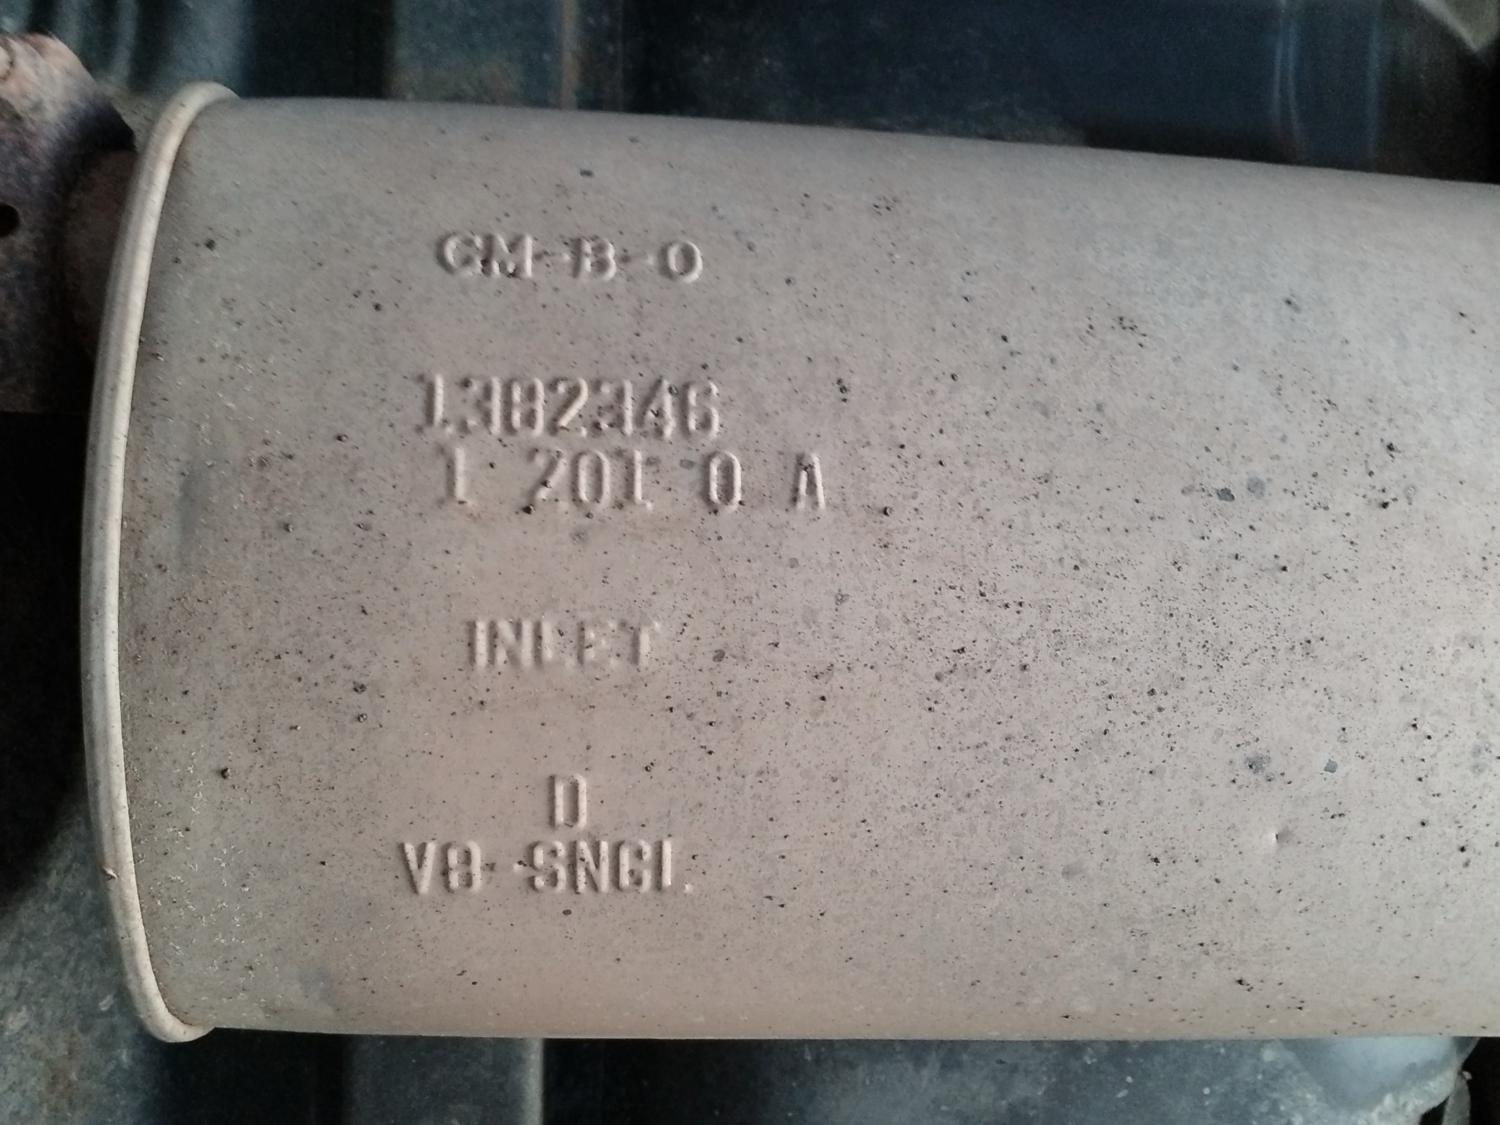 GM-B-O
1382346
1 201 0 A
INLET
D
V8 SNGL